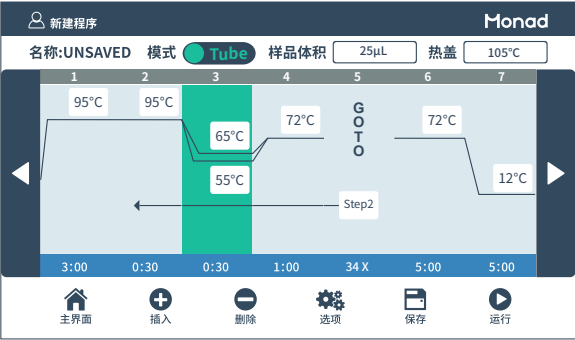 新建程序 Monad
名称:UNSAVED 模式 Tube 样品体积 25μL 热盖 105℃
1 2 3 4 5 6 7
95℃ 95℃ 65℃ 72℃ GOTO 72℃
55℃ 12℃
Step2
3:00 0:30 0:30 1:00 34 X 5:00 5:00
主界面 插入 删除 选项 保存 运行